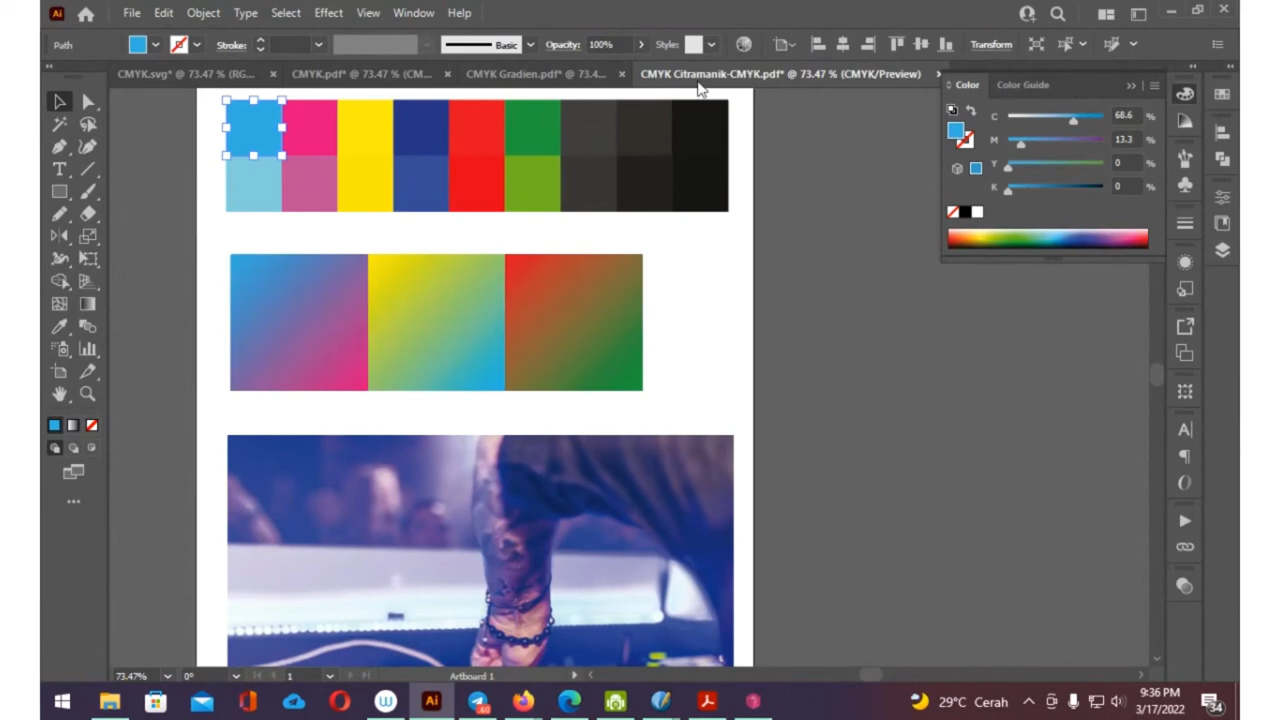 Ai File Edit Object Type Select Effect View Window Help
Path Stroke: Basic Opacity: 100% Style: Transform
CMYK.svg* @ 73.47 % (RG... × CMYK.pdf* @ 73.47 % (CM... × CMYK Gradien.pdf* @ 73.4... × CMYK Citramanik-CMYK.pdf* @ 73.47 % (CMYK/Preview) ×
Color Color Guide
C 68.6 %
M 13.3 %
Y 0 %
K 0 %
73.47% 0° 1 Artboard 1
Ai 60 29°C Cerah 9:36 PM
3/17/2022 34